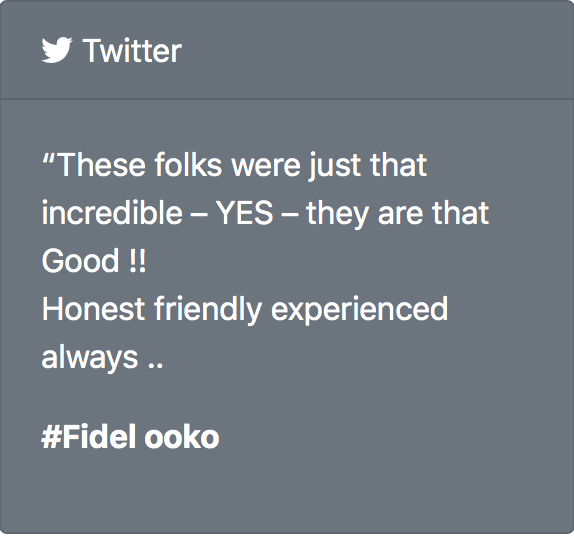 Twitter
“These folks were just that
incredible – YES – they are that
Good !!
Honest friendly experienced
always ..
#Fidel ooko